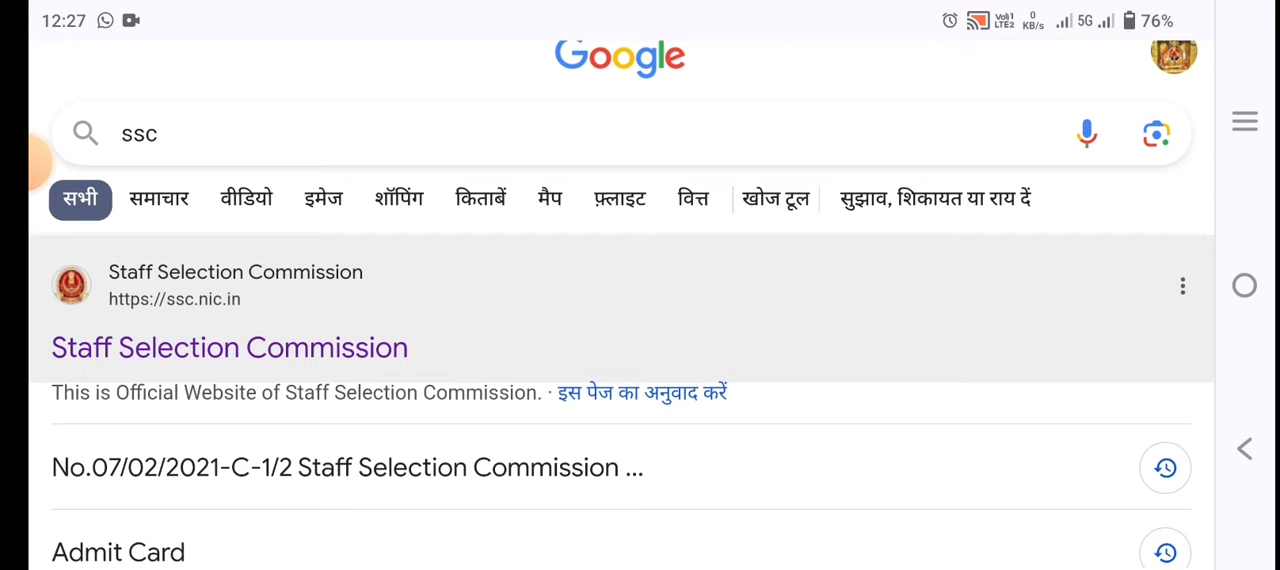 12:27 Vo)) 1 LTE2 0 KB/s 5G 76%
Google
ssc
सभी समाचार वीडियो इमेज शॉपिंग किताबें मैप फ़्लाइट वित्त खोज टूल सुझाव, शिकायत या राय दें
Staff Selection Commission
https://ssc.nic.in
Staff Selection Commission
This is Official Website of Staff Selection Commission. · इस पेज का अनुवाद करें
No.07/02/2021-C-1/2 Staff Selection Commission ...
Admit Card